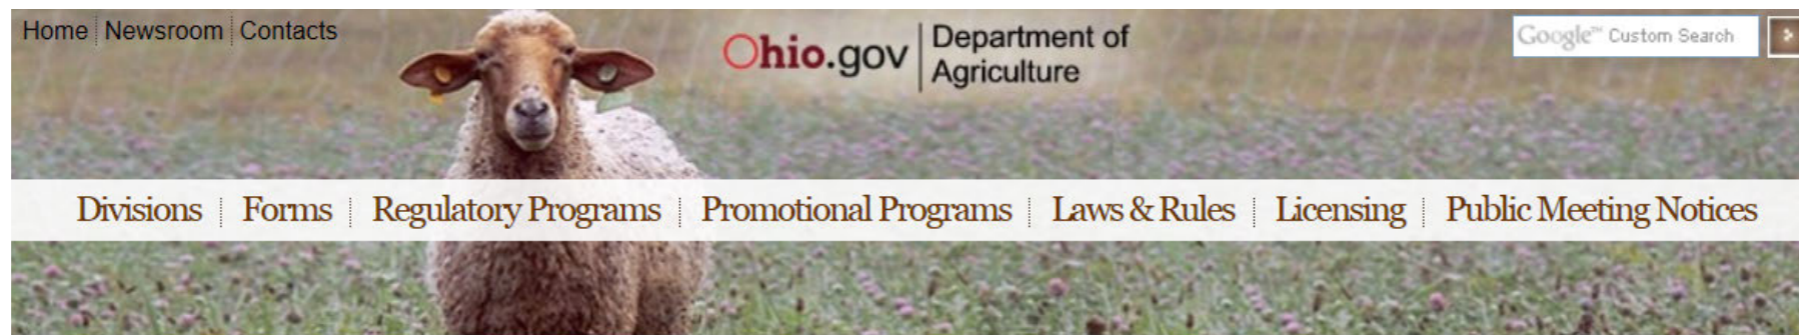 Home Newsroom Contacts
Ohio.gov Department of
Agriculture
Google™ Custom Search
Divisions Forms Regulatory Programs Promotional Programs Laws & Rules Licensing Public Meeting Notices